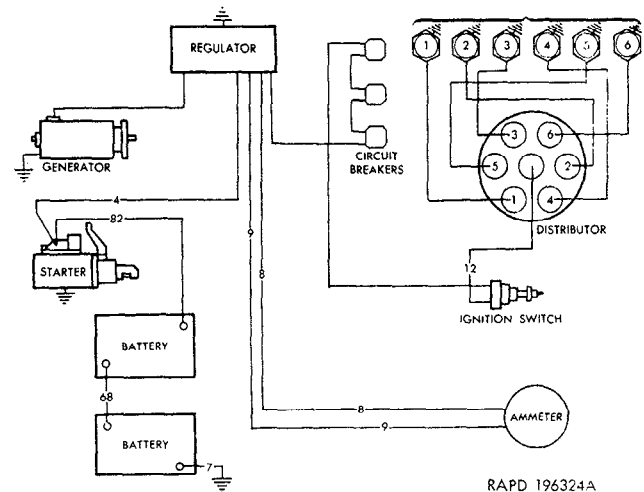 REGULATOR
1 2 3 4 5 6
GENERATOR
CIRCUIT
BREAKERS
3 6
5 2
1 4
DISTRIBUTOR
4
82
9
8
12
STARTER
IGNITION SWITCH
BATTERY
68
8
9
AMMETER
BATTERY
7
RAPD 196324A